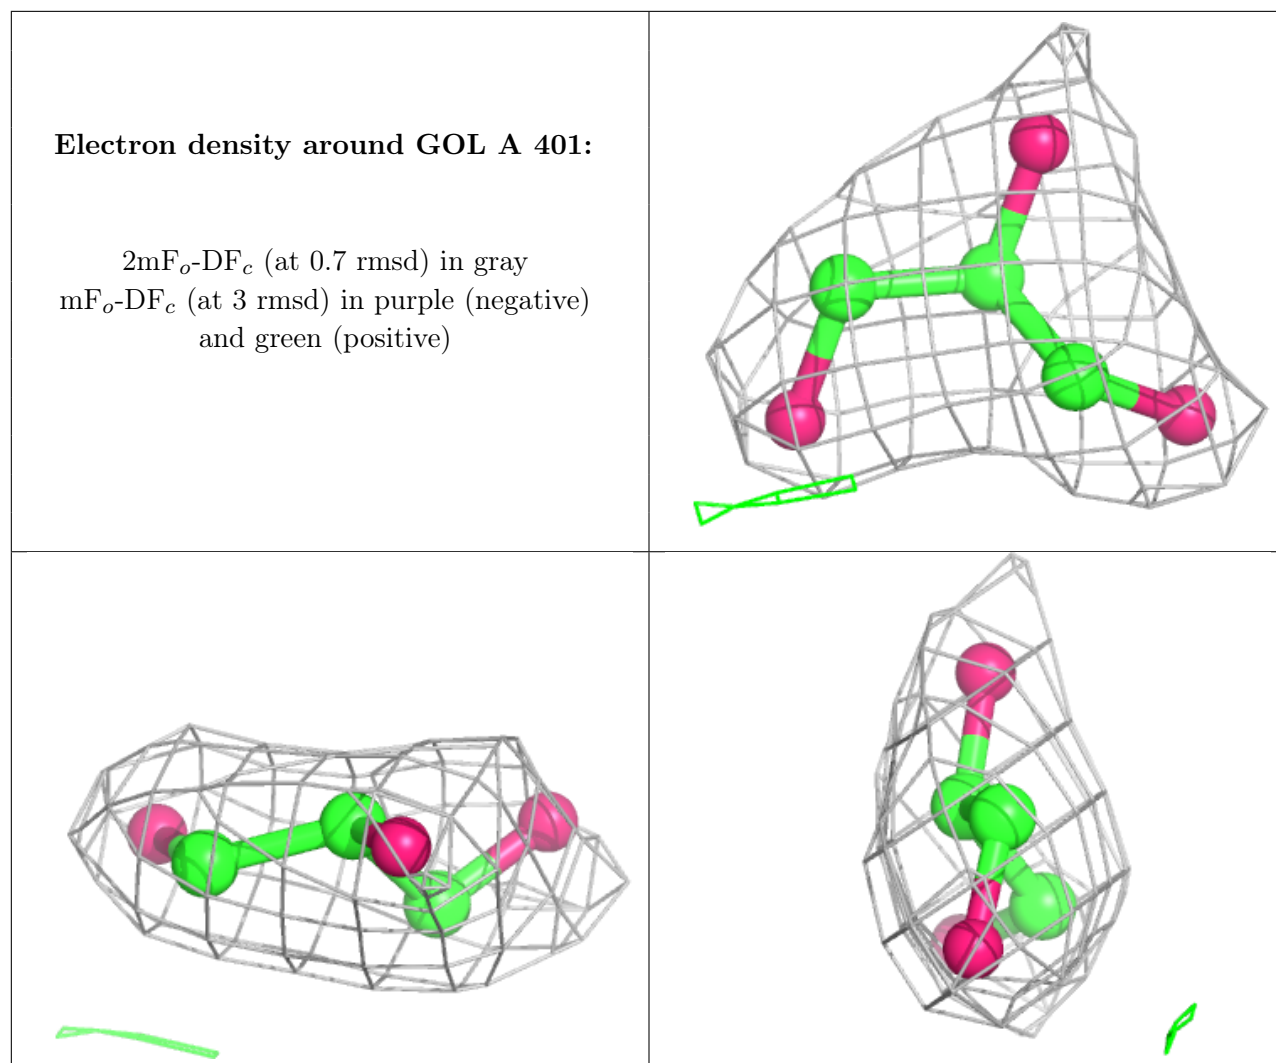 Electron density around GOL A 401:
2mFo-DFc (at 0.7 rmsd) in gray
mFo-DFc (at 3 rmsd) in purple (negative)
and green (positive)